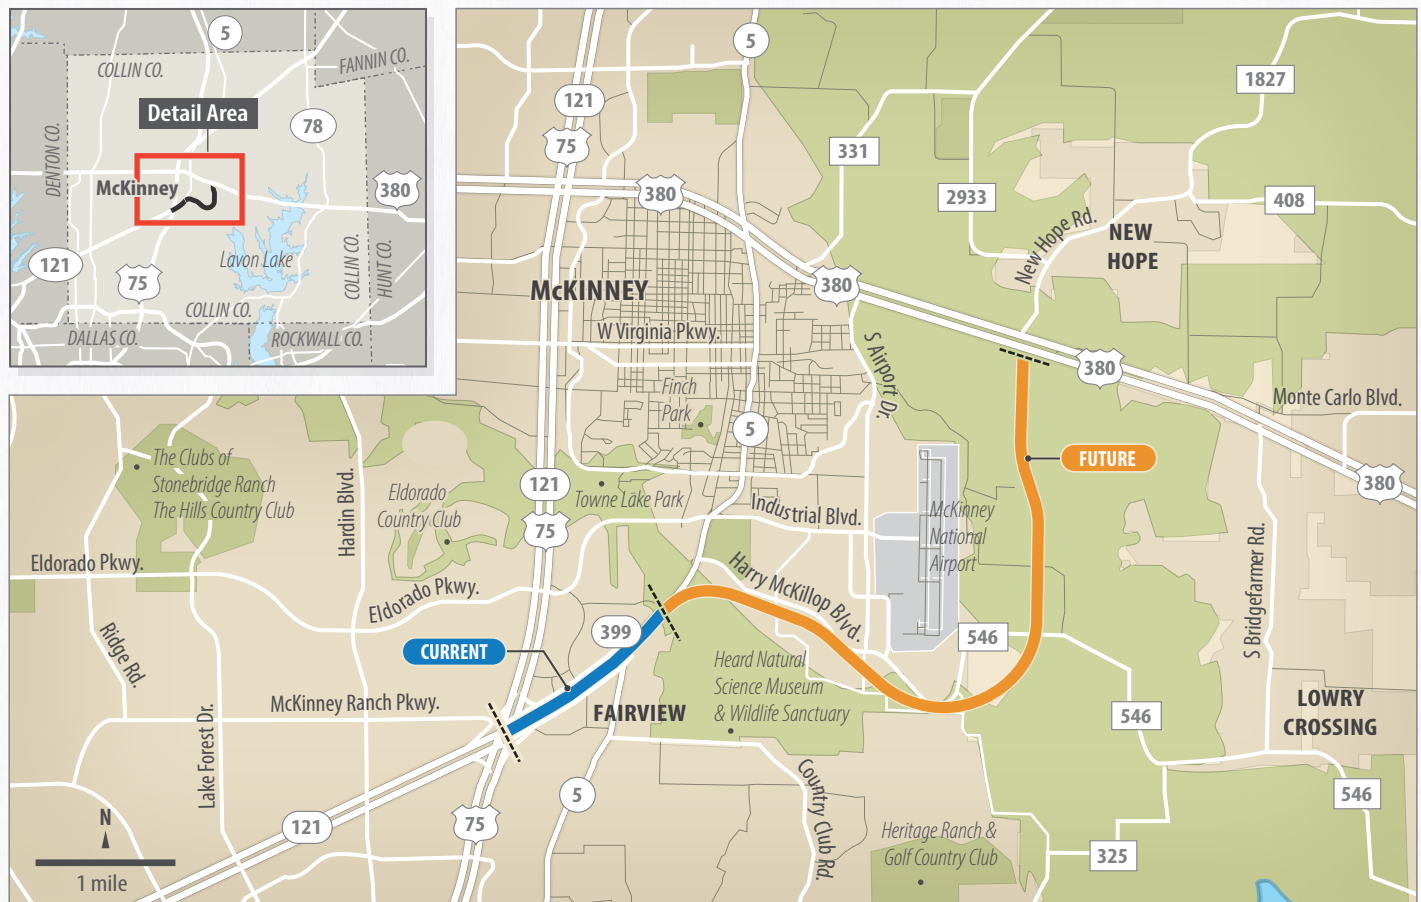 5
COLLIN CO.
FANNIN CO.
Detail Area
78
DENTON CO.
McKinney
380
121
75
Lavon Lake
COLLIN CO.
HUNT CO.
COLLIN CO.
DALLAS CO.
ROCKWALL CO.
5
121
75
1827
331
380
2933
408
New Hope Rd.
NEW
HOPE
McKINNEY
380
W Virginia Pkwy.
S Airport Dr.
380
Finch
Park
Monte Carlo Blvd.
5
FUTURE
The Clubs of
Stonebridge Ranch
The Hills Country Club
Hardin Blvd.
Eldorado
Country Club
121
75
Towne Lake Park
Industrial Blvd.
McKinney
National
Airport
380
Eldorado Pkwy.
Eldorado Pkwy.
Harry McKillop Blvd.
S Bridgefarmer Rd.
399
546
CURRENT
Ridge Rd.
Heard Natural
Science Museum
& Wildlife Sanctuary
McKinney Ranch Pkwy.
FAIRVIEW
546
LOWRY
CROSSING
Lake Forest Dr.
5
Country Club Rd.
546
N
121
75
Heritage Ranch &
Golf Country Club
325
1 mile